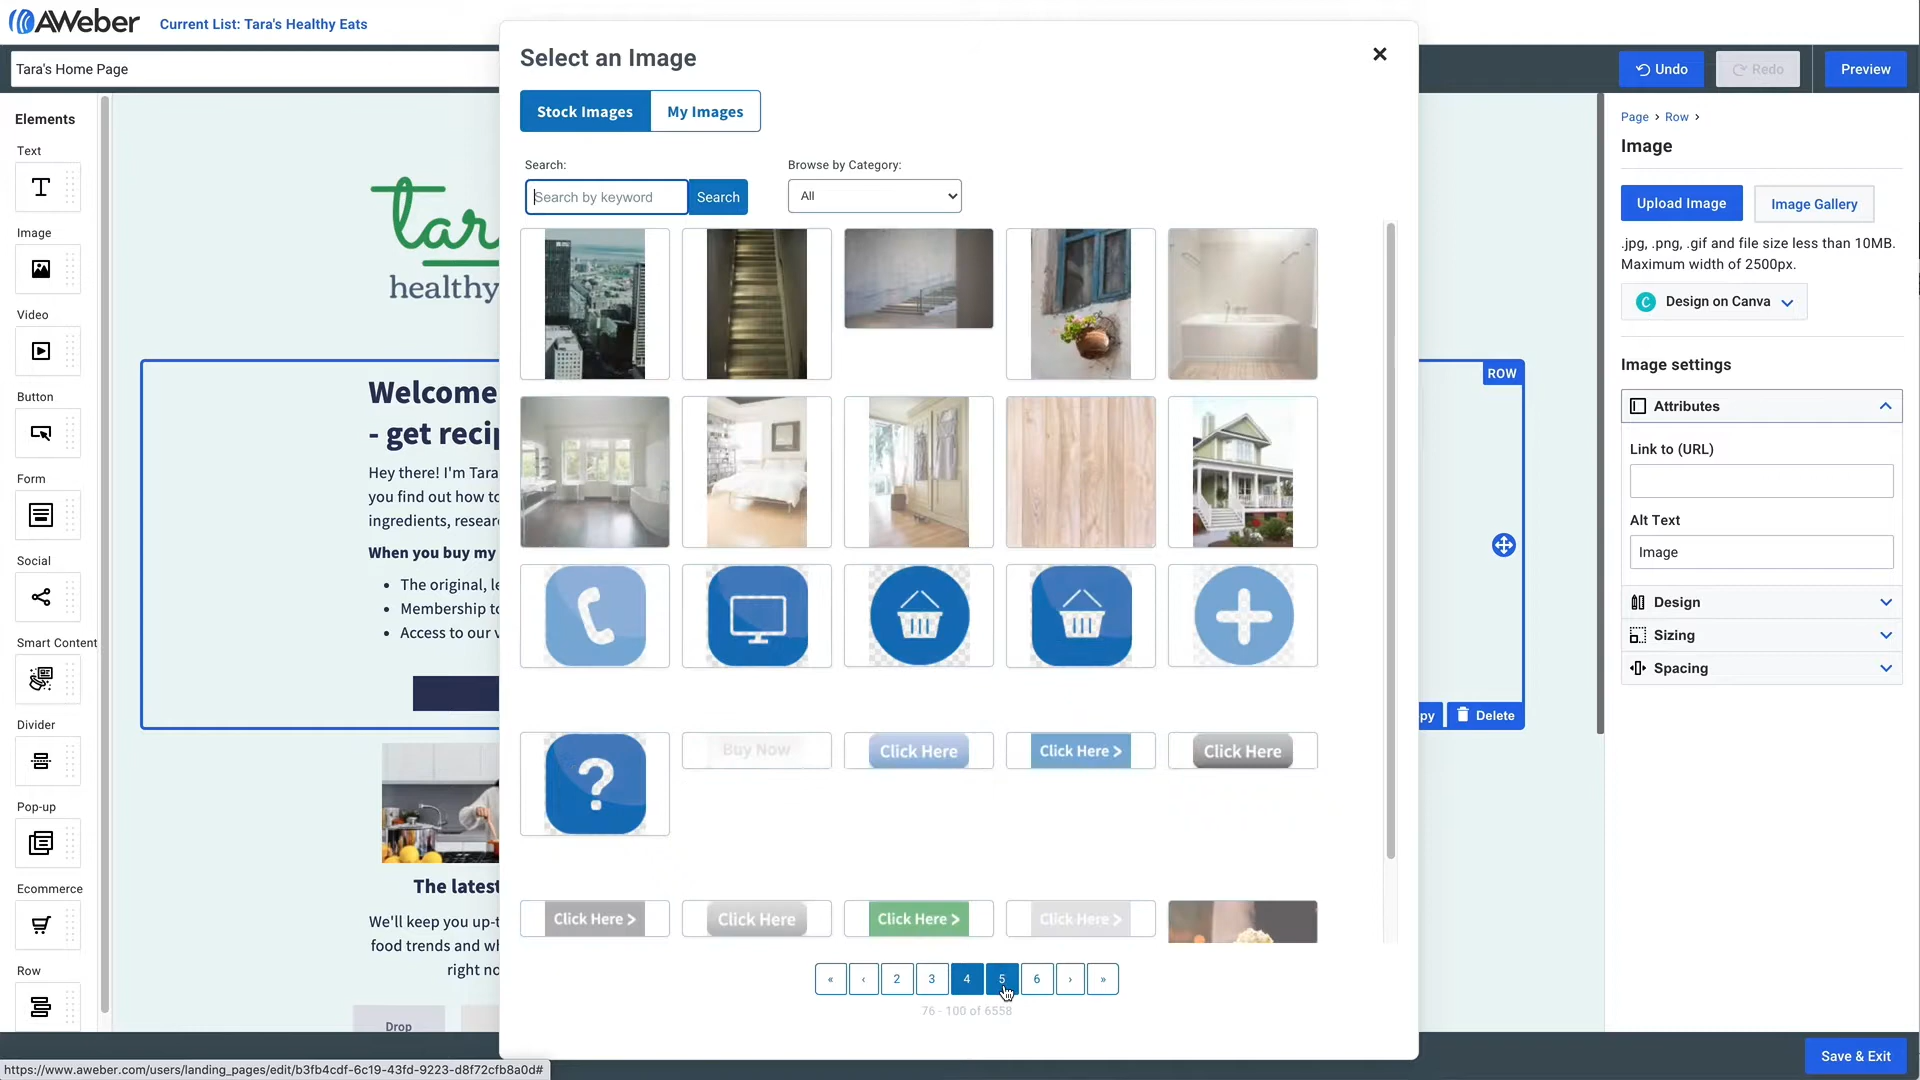 AWeber
Current List: Tara's Healthy Eats
Tara's Home Page
Undo
Redo
Preview
Elements
Text
T
Image
Video
Button
Form
Social
Smart Content
Divider
Pop-up
Ecommerce
Row
healthy
Welcome
- get recip
Hey there! I'm Tara
you find out how to
ingredients, resear
When you buy my
The original, le
Membership to
Access to our v
The latest
We'll keep you up-t
food trends and wh
right no
Drop
Select an Image
Stock Images
My Images
Search:
Search by keyword
Search
Browse by Category:
All
Buy Now
Click Here
Click Here >
Click Here
Click Here >
Click Here
Click Here >
Click Here >
« ‹ 2 3 4 5 6 › »
76 - 100 of 6558
ROW
py
Delete
Page › Row ›
Image
Upload Image
Image Gallery
.jpg, .png, .gif and file size less than 10MB.
Maximum width of 2500px.
C Design on Canva
Image settings
Attributes
Link to (URL)
Alt Text
Image
Design
Sizing
Spacing
Save & Exit
https://www.aweber.com/users/landing_pages/edit/b3fb4cdf-6c19-43fd-9223-d8f72cfb8a0d#